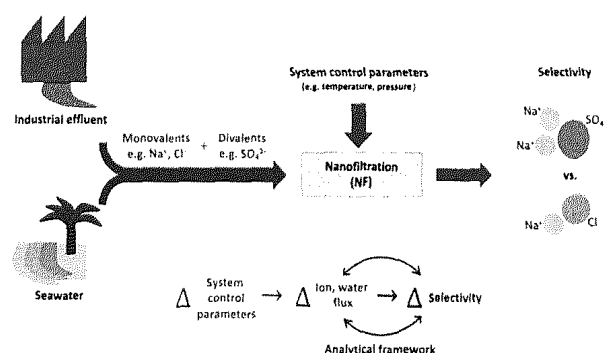 System control parameters
(e.g. temperature, pressure)
Selectivity
Industrial effluent
Monovalents + Divalents
e.g. Na⁺, Cl⁻ e.g. SO₄²⁻
Nanofiltration
(NF)
Na⁺
SO₄
Na⁺
vs.
Na⁺
Cl
Seawater
Δ System control parameters → Δ Ion, water flux → Δ Selectivity
Analytical framework